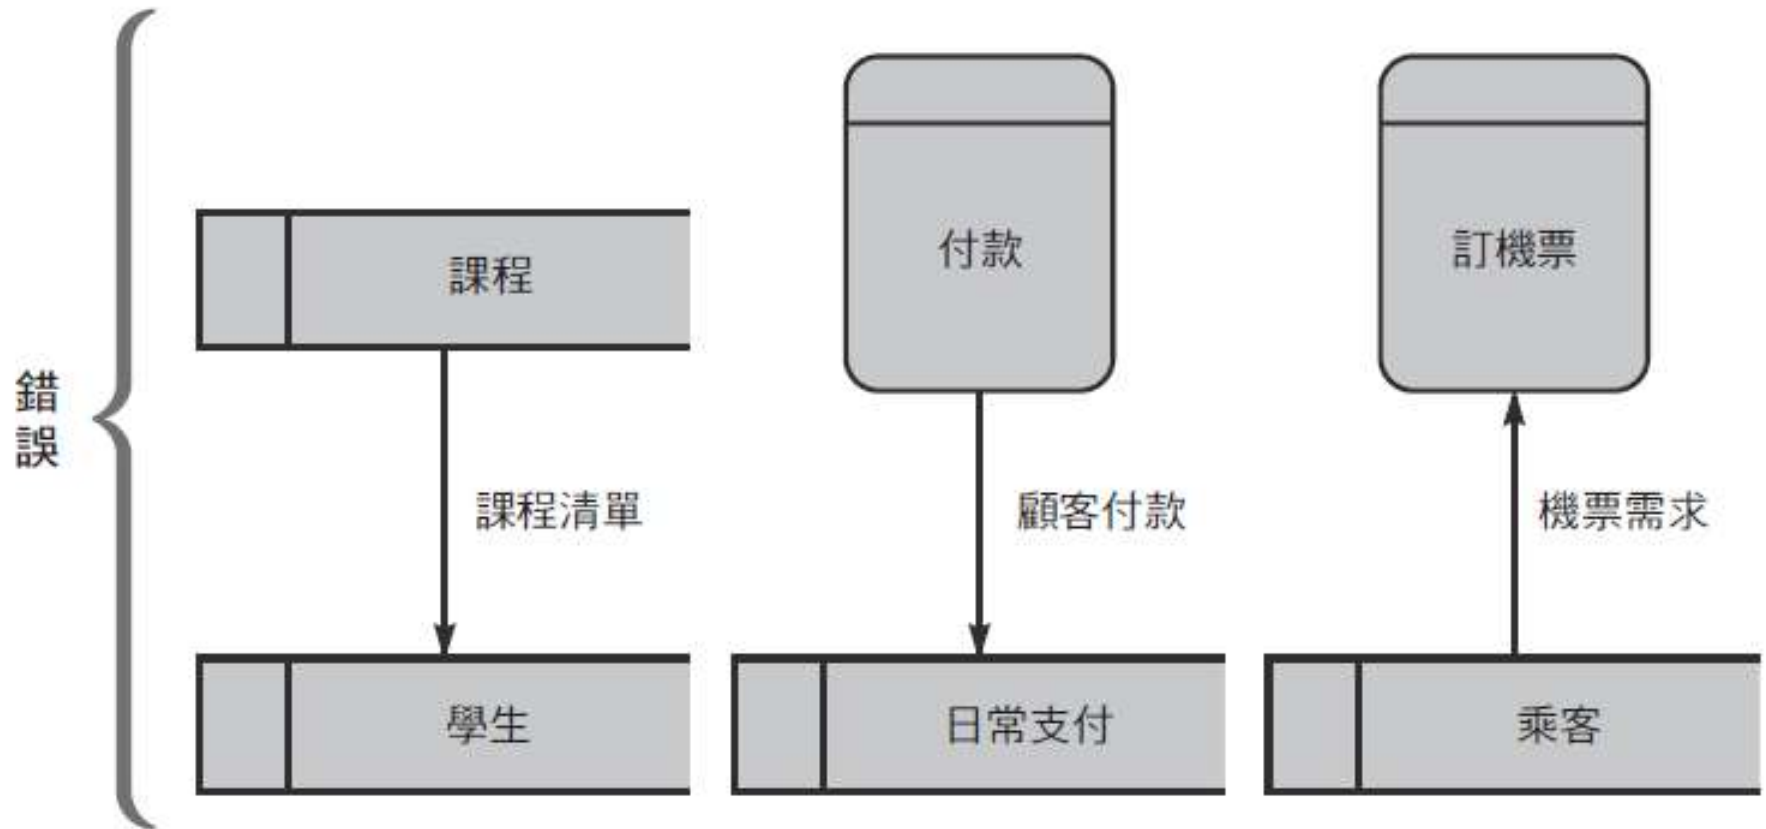 錯誤
課程
付款
訂機票
課程清單
顧客付款
機票需求
學生
日常支付
乘客